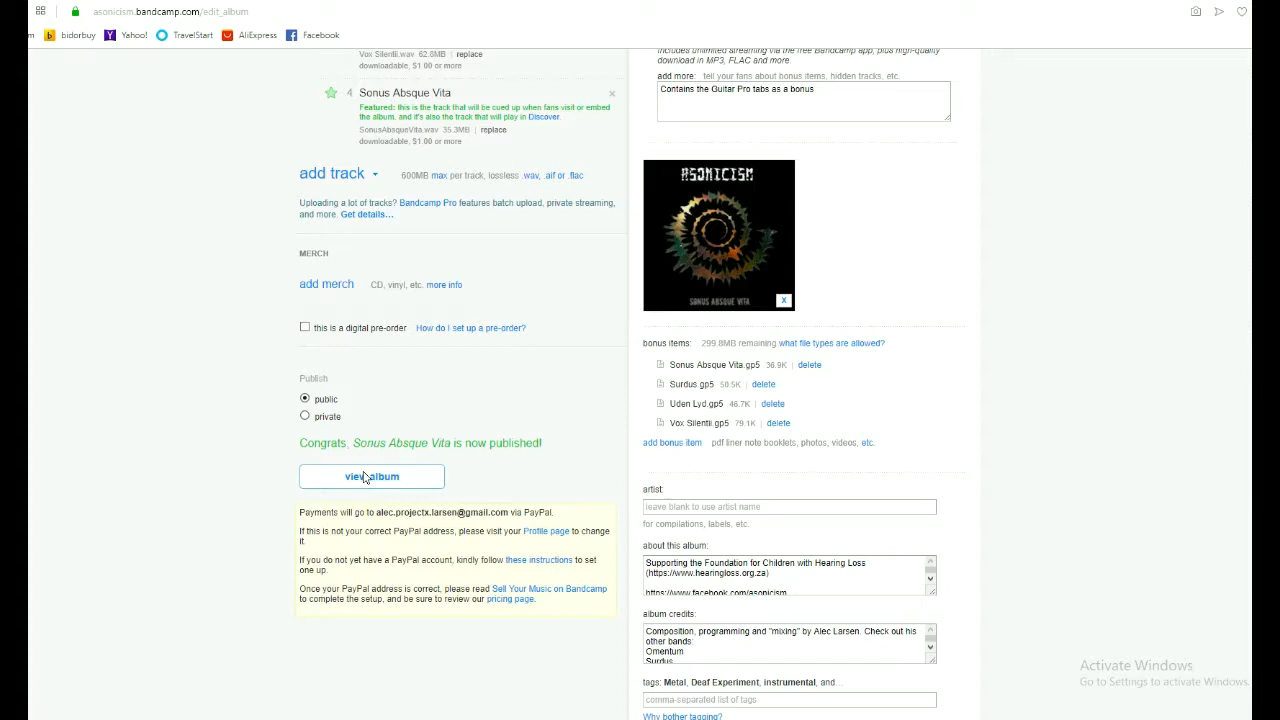 asonicism.bandcamp.com/edit_album
m bidorbuy Yahoo! TravelStart AliExpress Facebook
Vox Silentii.wav 62.8MB | replace
downloadable, $1.00 or more
4 Sonus Absque Vita
Featured: this is the track that will be cued up when fans visit or embed
the album, and it's also the track that will play in Discover.
SonusAbsqueVita.wav 35.3MB | replace
downloadable, $1.00 or more
add track 600MB max per track, lossless .wav, .aif or .flac
Uploading a lot of tracks? Bandcamp Pro features batch upload, private streaming,
and more. Get details…
MERCH
add merch CD, vinyl, etc. more info
this is a digital pre-order How do I set up a pre-order?
Publish
public
private
Congrats, Sonus Absque Vita is now published!
view album
Payments will go to alec.projectx.larsen@gmail.com via PayPal.
If this is not your correct PayPal address, please visit your Profile page to change
it.
If you do not yet have a PayPal account, kindly follow these instructions to set
one up.
Once your PayPal address is correct, please read Sell Your Music on Bandcamp
to complete the setup, and be sure to review our pricing page.
includes unlimited streaming via the free Bandcamp app, plus high-quality
download in MP3, FLAC and more
add more: tell your fans about bonus items, hidden tracks, etc.
Contains the Guitar Pro tabs as a bonus
ASONICISM
SONUS ABSQUE VITA
X
bonus items: 299.8MB remaining what file types are allowed?
Sonus Absque Vita.gp5 36.9K | delete
Surdus.gp5 50.5K | delete
Uden Lyd.gp5 46.7K | delete
Vox Silentii.gp5 79.1K | delete
add bonus item pdf liner note booklets, photos, videos, etc.
artist:
leave blank to use artist name
for compilations, labels, etc.
about this album:
Supporting the Foundation for Children with Hearing Loss
(https://www.hearingloss.org.za)
https://www.facebook.com/asonicism
album credits:
Composition, programming and "mixing" by Alec Larsen. Check out his
other bands:
Omentum
Surdus
tags: Metal, Deaf Experiment, instrumental, and…
comma-separated list of tags
Why bother tagging?
Activate Windows
Go to Settings to activate Windows.